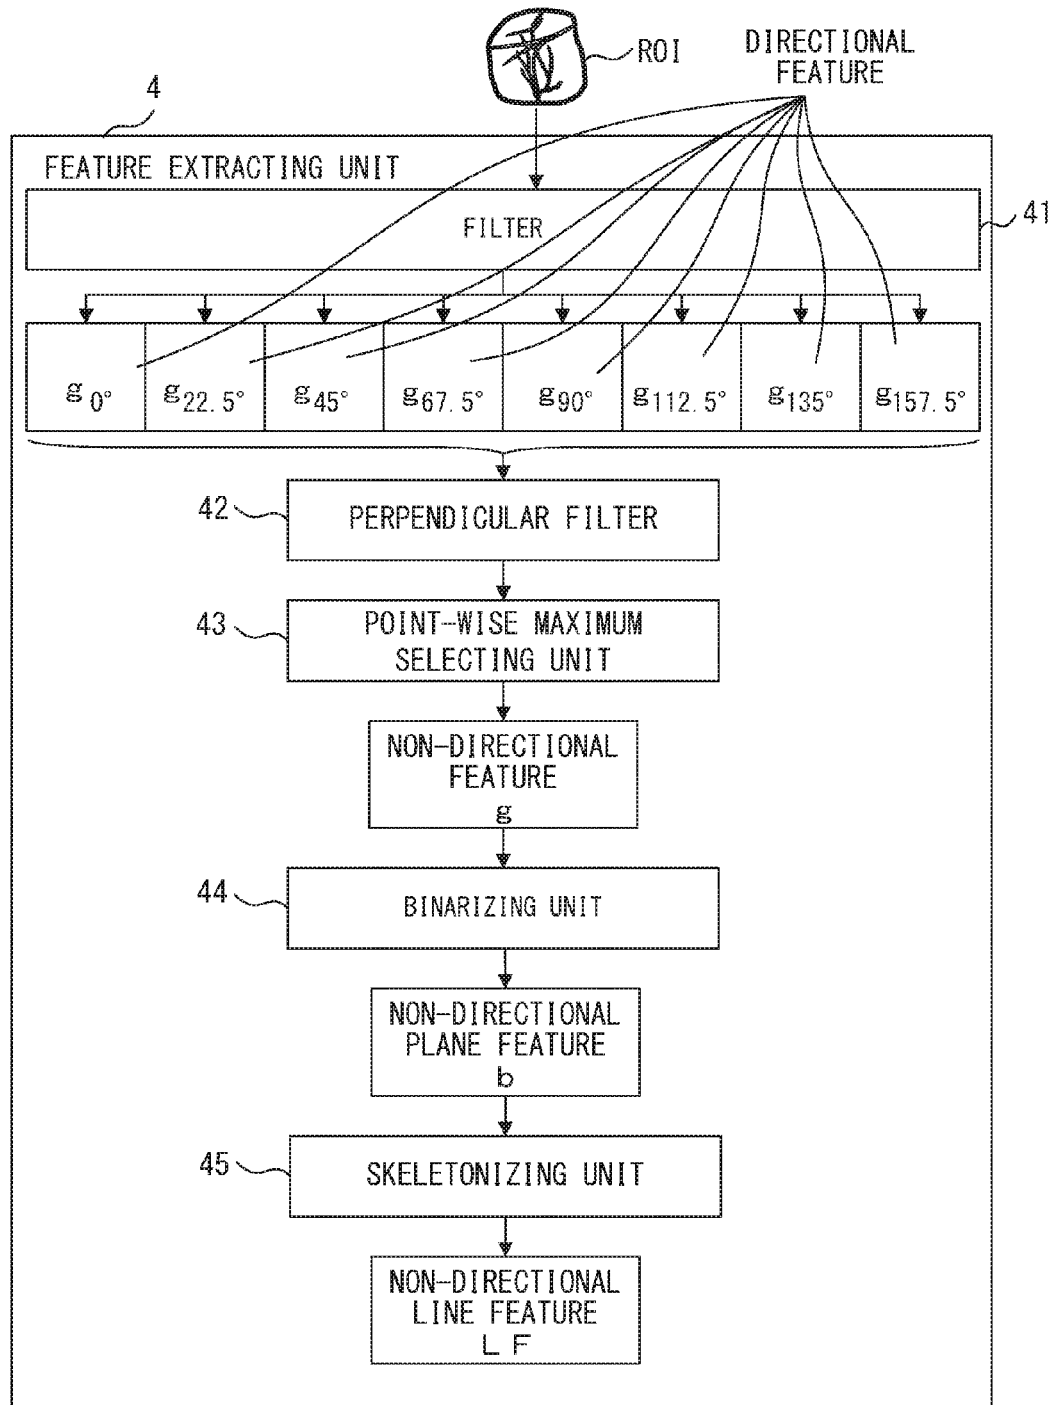 ROI
DIRECTIONAL
FEATURE
4
FEATURE EXTRACTING UNIT
FILTER
41
g0°
g22.5°
g45°
g67.5°
g90°
g112.5°
g135°
g157.5°
42
PERPENDICULAR FILTER
43
POINT-WISE MAXIMUM
SELECTING UNIT
NON-DIRECTIONAL
FEATURE
g
44
BINARIZING UNIT
NON-DIRECTIONAL
PLANE FEATURE
b
45
SKELETONIZING UNIT
NON-DIRECTIONAL
LINE FEATURE
LF